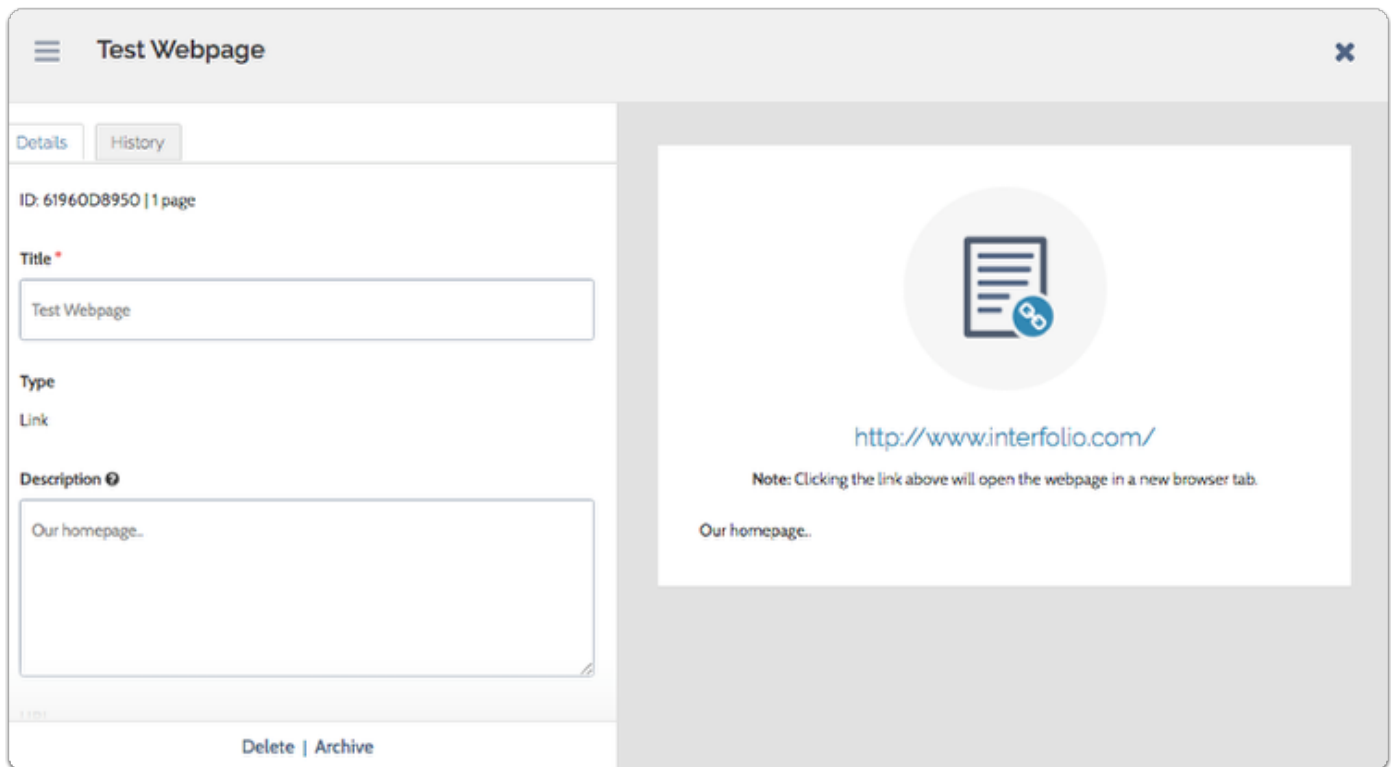 Test Webpage
Details
History
ID: 61960D8950 | 1 page
Title *
Test Webpage
Type
Link
Description
Our homepage..
Delete | Archive
http://www.interfolio.com/
Note: Clicking the link above will open the webpage in a new browser tab.
Our homepage..